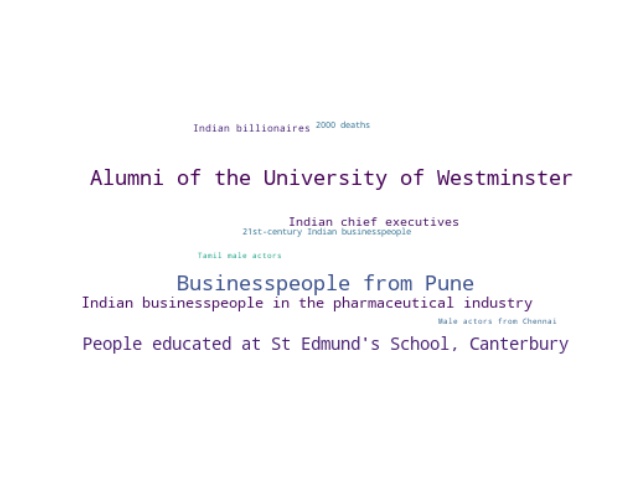 Indian billionaires 2000 deaths
Alumni of the University of Westminster
Indian chief executives
21st-century Indian businesspeople
Tamil male actors
Businesspeople from Pune
Indian businesspeople in the pharmaceutical industry
Male actors from Chennai
People educated at St Edmund's School, Canterbury